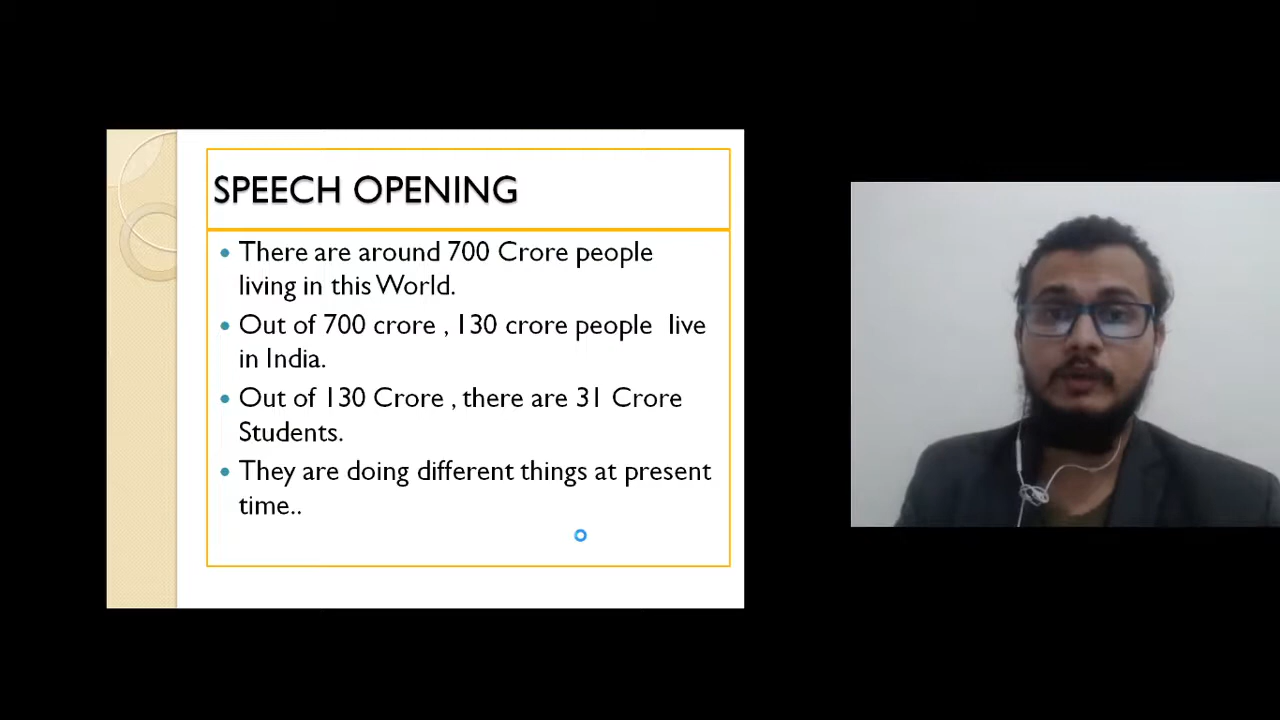 SPEECH OPENING
There are around 700 Crore people
living in this World.
Out of 700 crore , 130 crore people live
in India.
Out of 130 Crore , there are 31 Crore
Students.
They are doing different things at present
time..